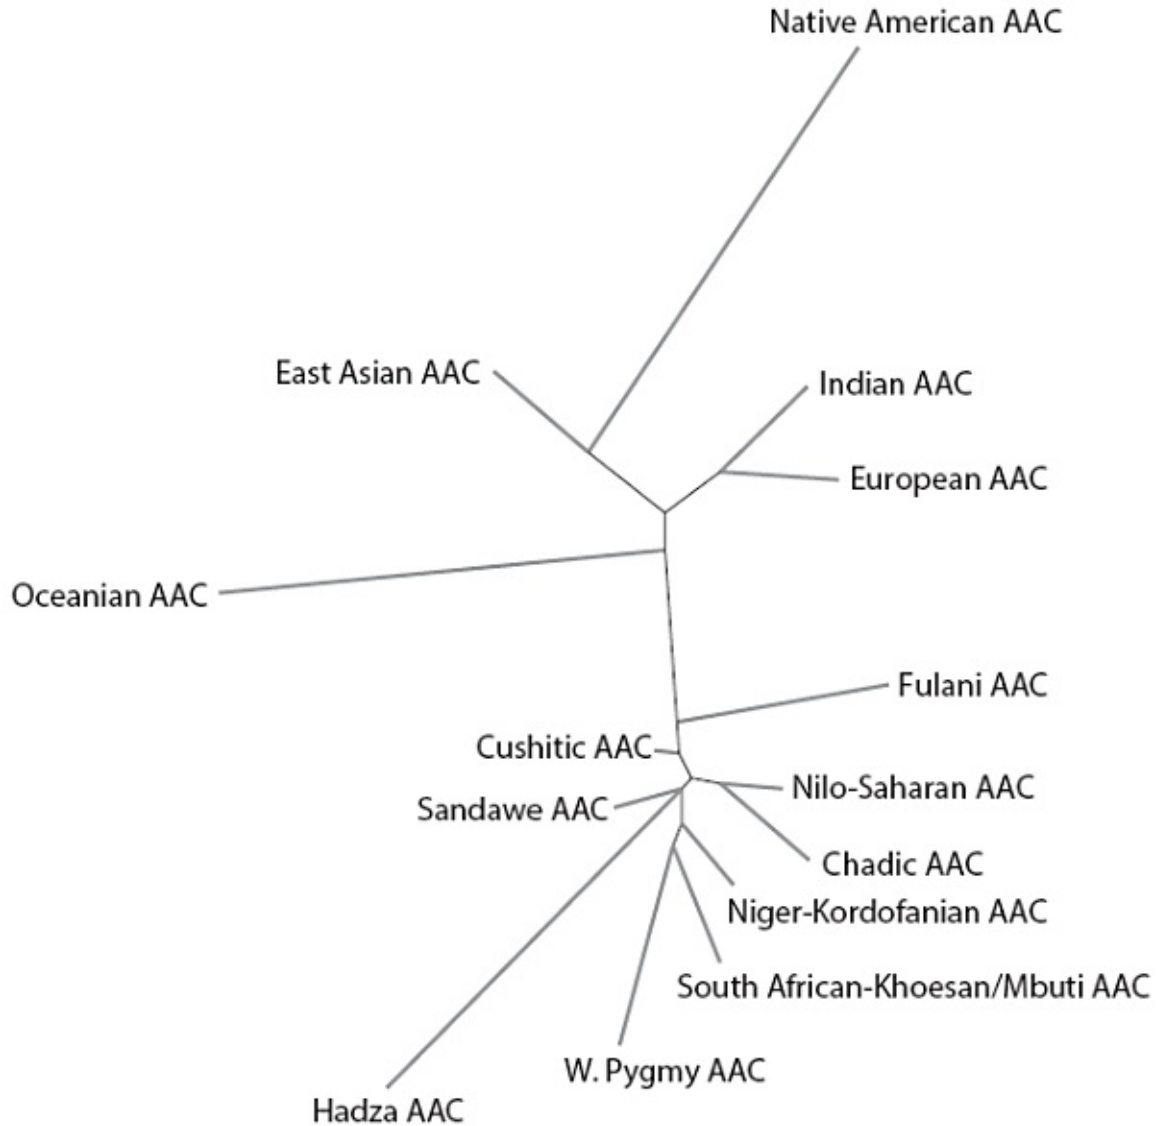 Native American AAC
East Asian AAC
Indian AAC
European AAC
Oceanian AAC
Fulani AAC
Cushitic AAC
Nilo-Saharan AAC
Sandawe AAC
Chadic AAC
Niger-Kordofanian AAC
South African-Khoesan/Mbuti AAC
W. Pygmy AAC
Hadza AAC